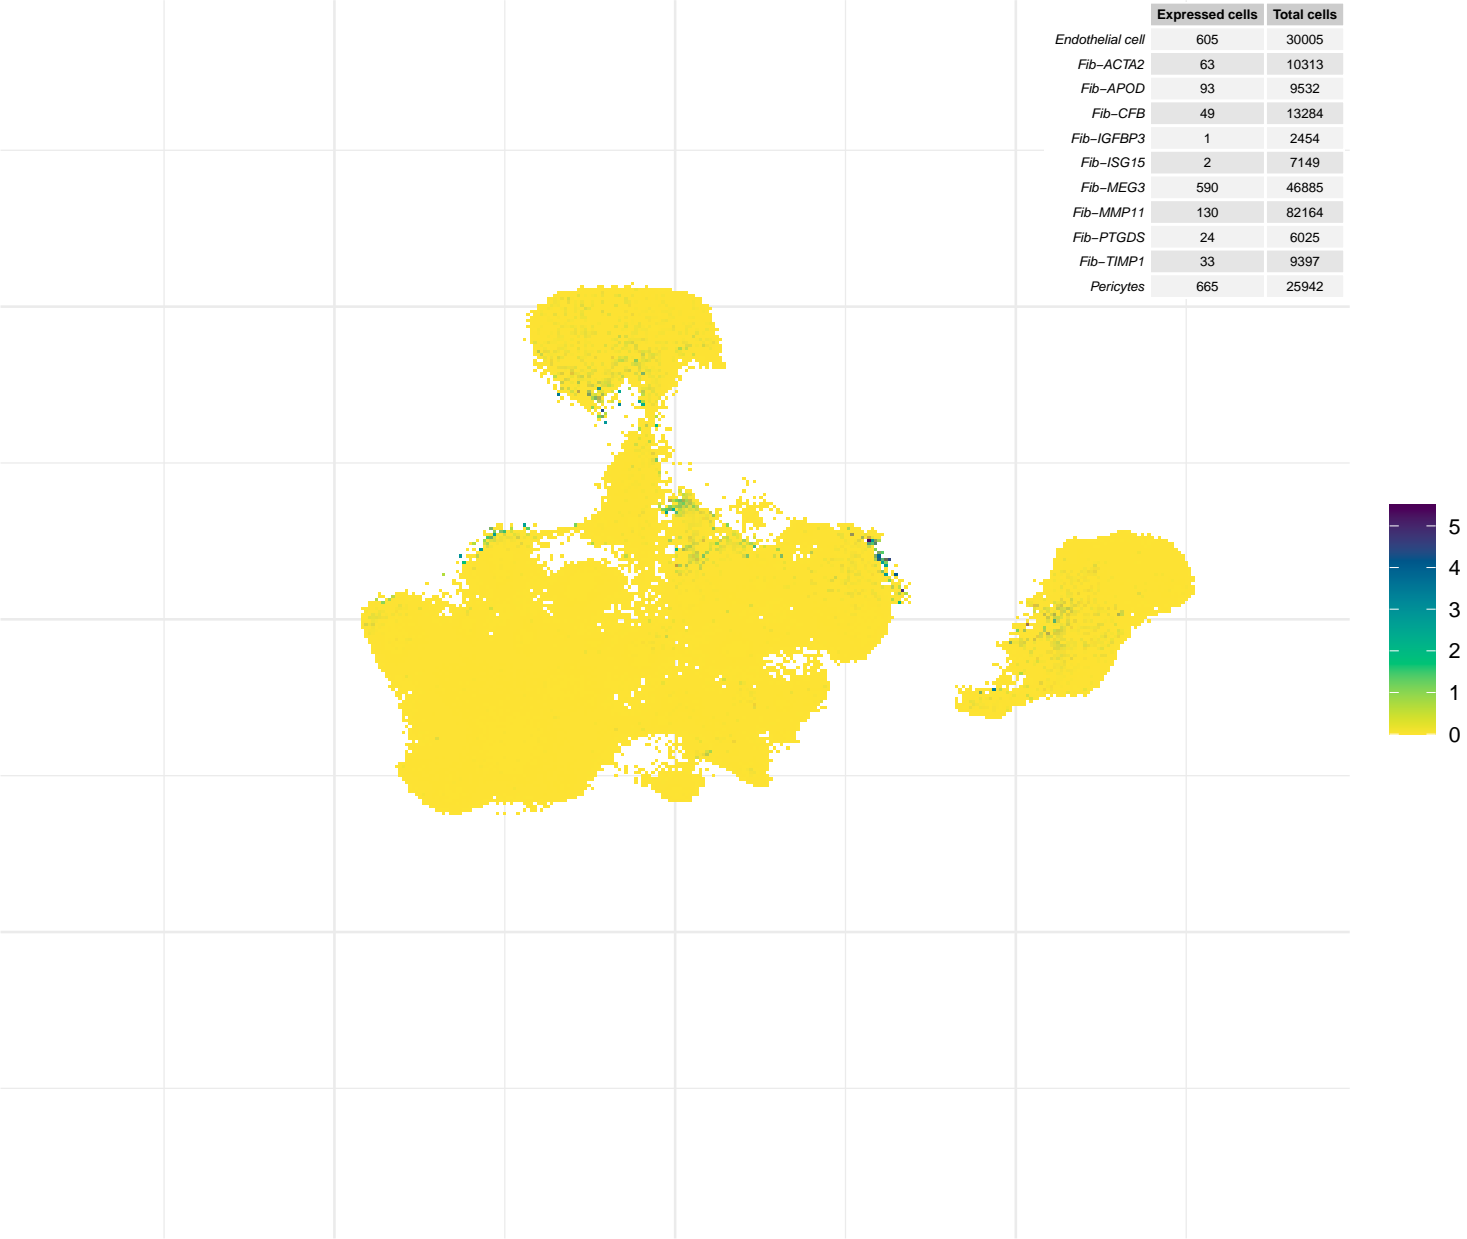 Expressed cells Total cells
Endothelial cell 605 30005
Fib−ACTA2 63 10313
Fib−APOD 93 9532
Fib−CFB 49 13284
Fib−IGFBP3 1 2454
Fib−ISG15 2 7149
Fib−MEG3 590 46885
Fib−MMP11 130 82164
Fib−PTGDS 24 6025
Fib−TIMP1 33 9397
Pericytes 665 25942
5
4
3
2
1
0